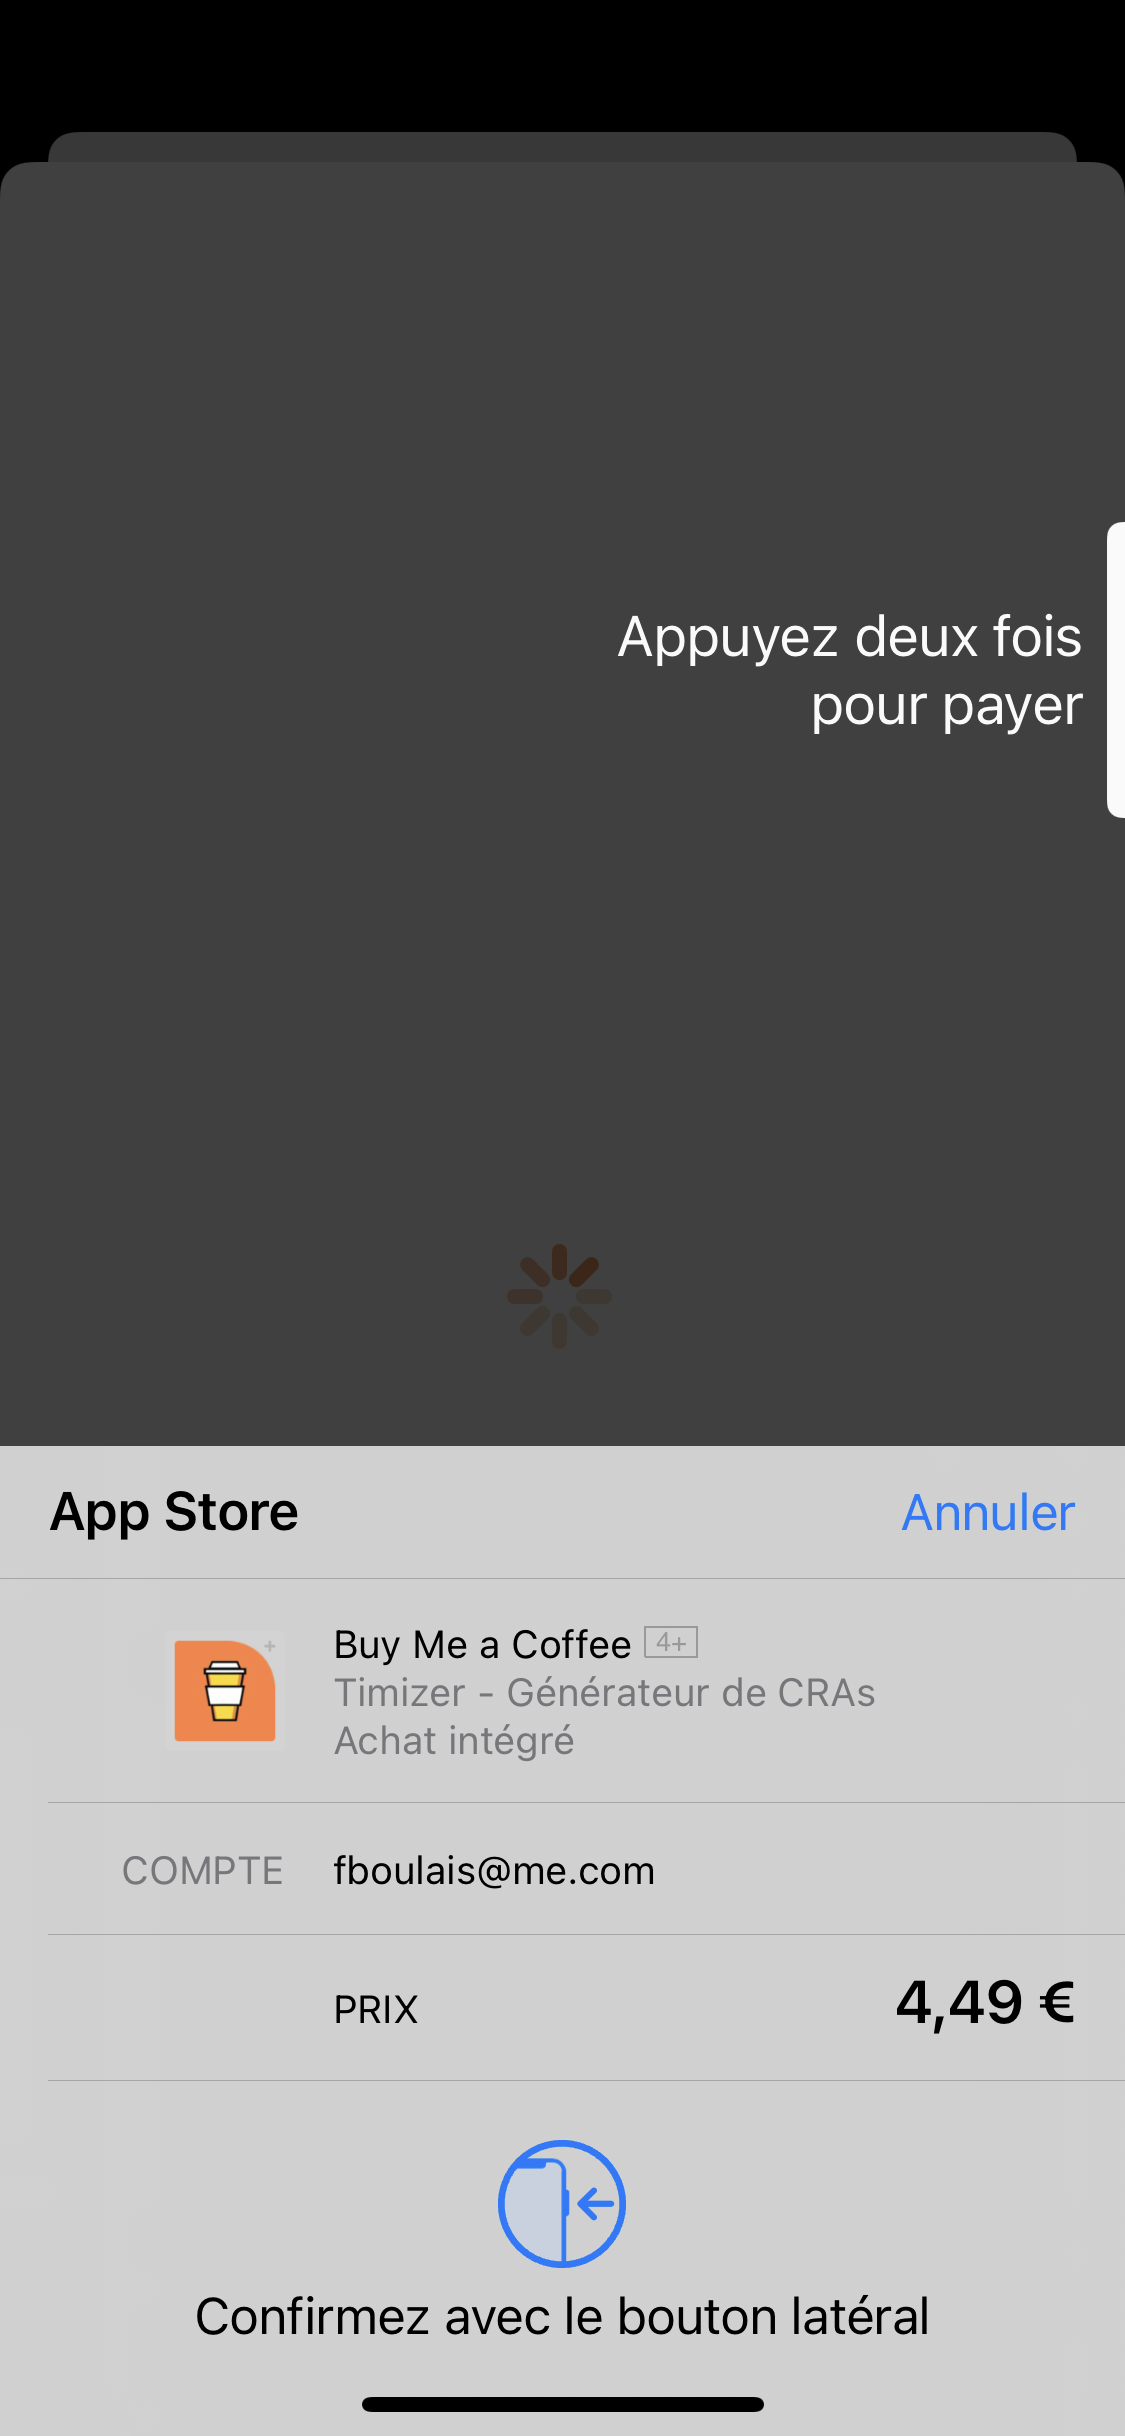 Appuyez deux fois
pour payer
App Store
Annuler
Buy Me a Coffee 4+
Timizer - Générateur de CRAs
Achat intégré
COMPTE fboulais@me.com
PRIX 4,49 €
Confirmez avec le bouton latéral